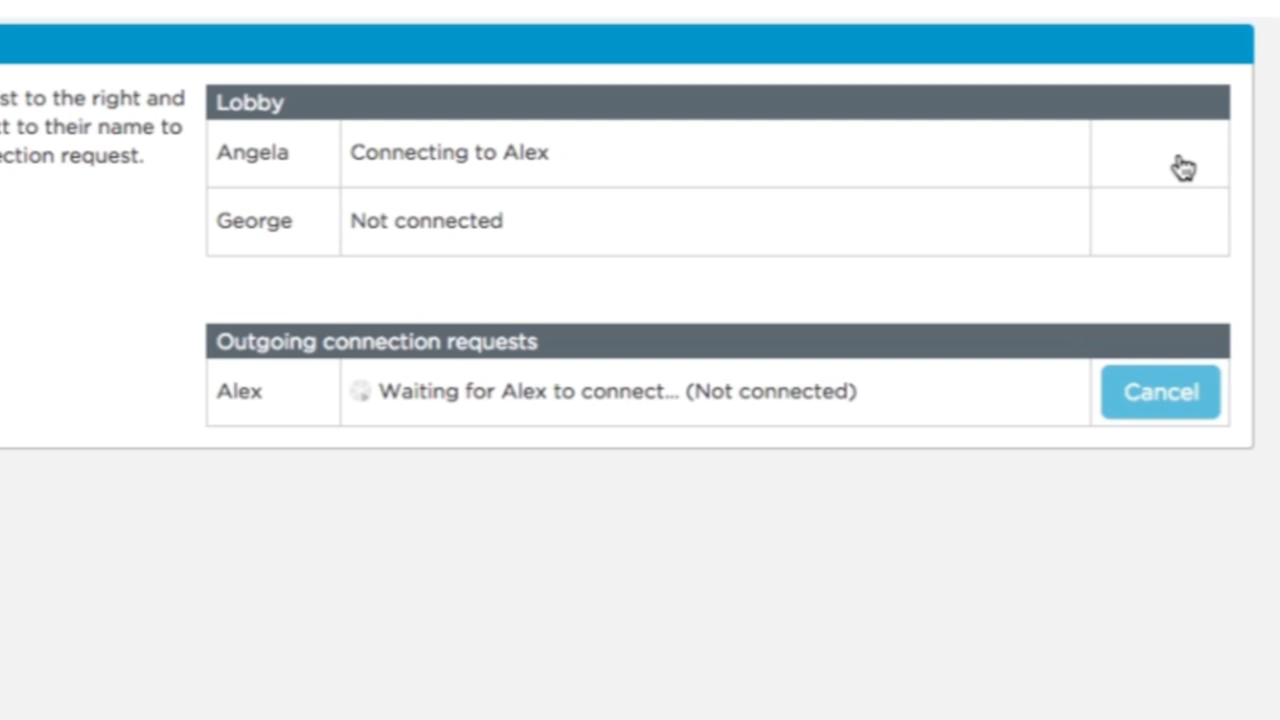 st to the right and
t to their name to
ection request.
Lobby
Angela Connecting to Alex
George Not connected
Outgoing connection requests
Alex Waiting for Alex to connect... (Not connected) Cancel